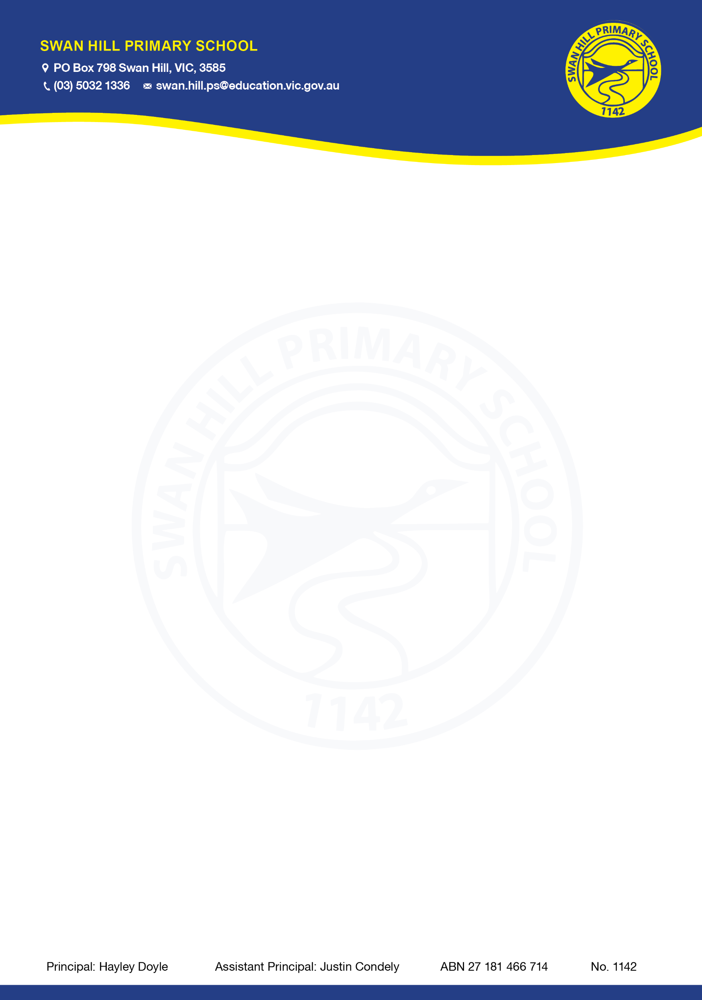 SWAN HILL PRIMARY SCHOOL
PO Box 798 Swan Hill, VIC, 3585
(03) 5032 1336 swan.hill.ps@education.vic.gov.au
SWAN HILL PRIMARY SCHOOL
1142
SWAN HILL PRIMARY SCHOOL
1142
Principal: Hayley Doyle Assistant Principal: Justin Condely ABN 27 181 466 714 No. 1142